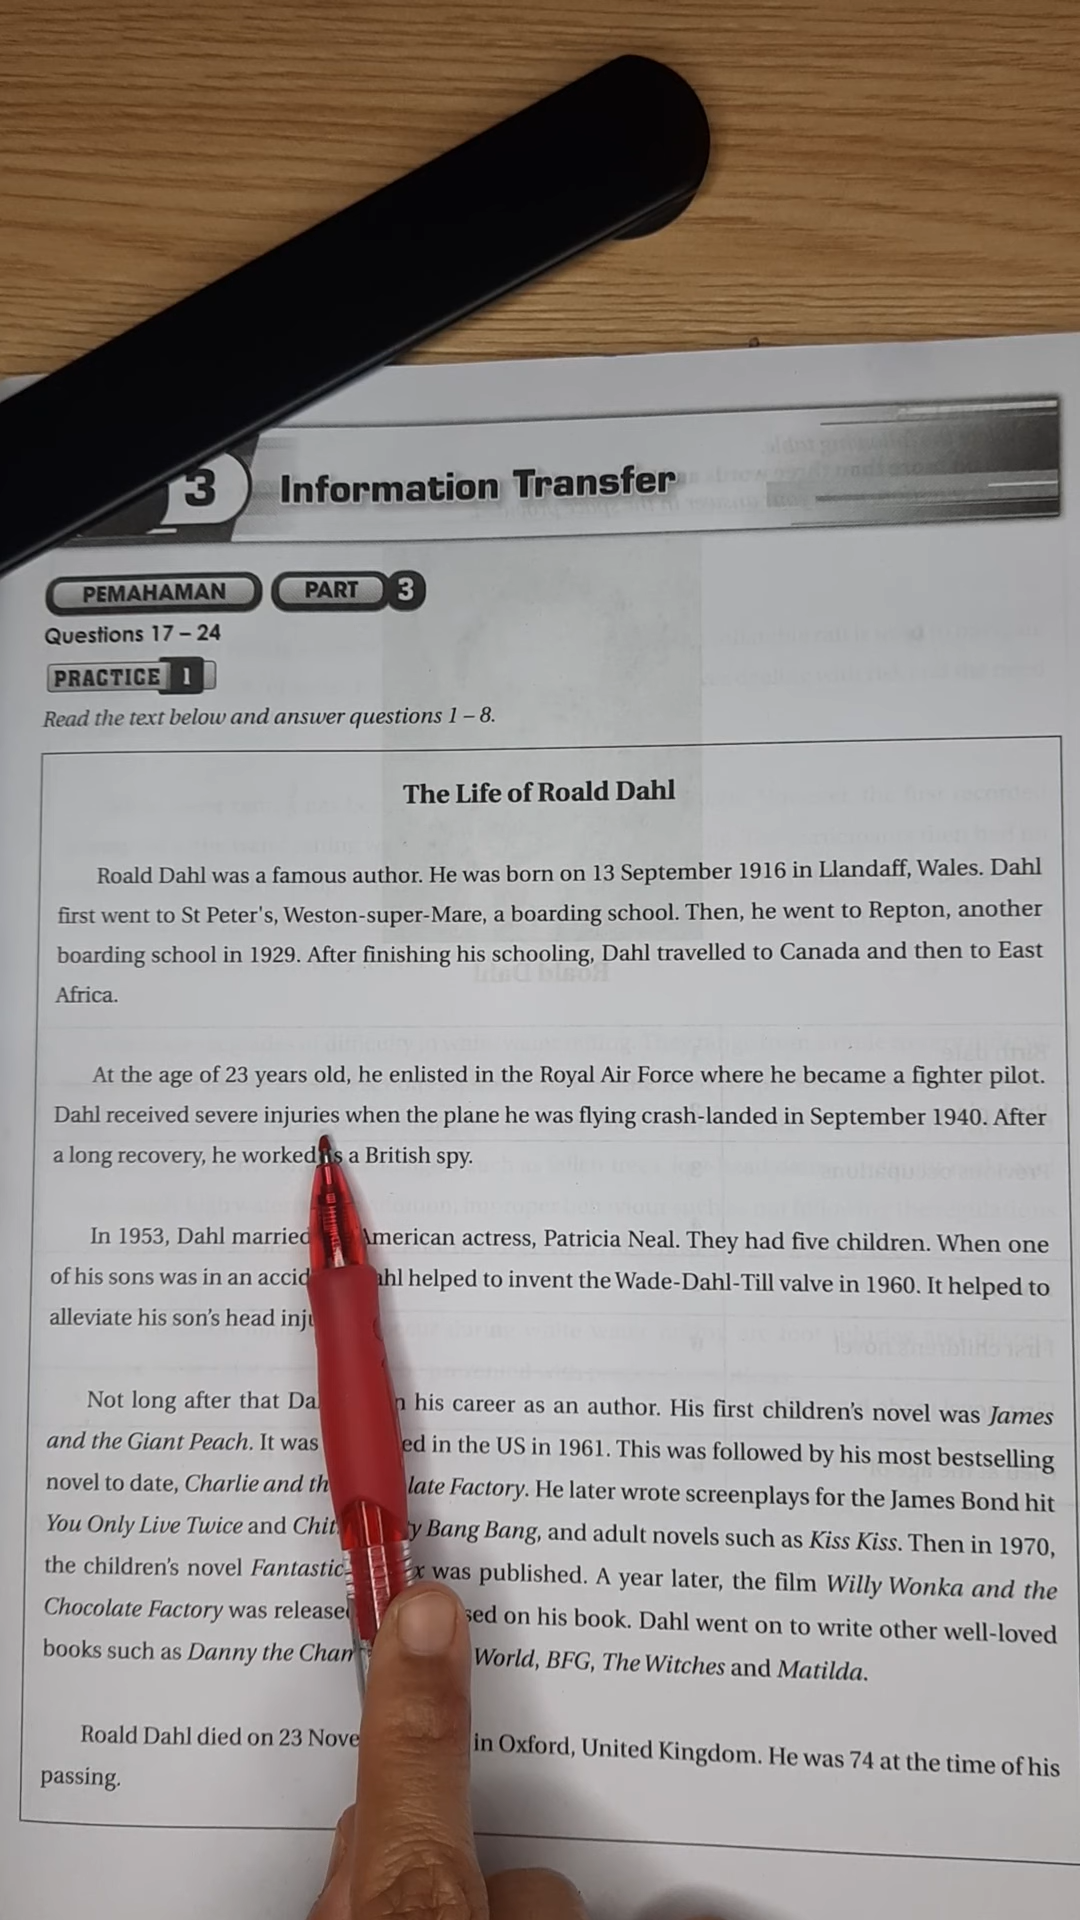 3 Information Transfer
PEMAHAMAN PART 3
Questions 17 – 24
PRACTICE 1
Read the text below and answer questions 1 – 8.
The Life of Roald Dahl
Roald Dahl was a famous author. He was born on 13 September 1916 in Llandaff, Wales. Dahl
first went to St Peter's, Weston-super-Mare, a boarding school. Then, he went to Repton, another
boarding school in 1929. After finishing his schooling, Dahl travelled to Canada and then to East
Africa.
At the age of 23 years old, he enlisted in the Royal Air Force where he became a fighter pilot.
Dahl received severe injuries when the plane he was flying crash-landed in September 1940. After
a long recovery, he worked a British spy.
In 1953, Dahl married American actress, Patricia Neal. They had five children. When one
of his sons was in an helped to invent the Wade-Dahl-Till valve in 1960. It helped to
alleviate his son's head
Not long after that his career as an author. His first children's novel was James
and the Giant Peach. It was in the US in 1961. This was followed by his most bestselling
novel to date, Charlie and Factory. He later wrote screenplays for the James Bond hit
You Only Live Twice and Bang Bang, and adult novels such as Kiss Kiss. Then in 1970,
the children's novel Fantastic was published. A year later, the film Willy Wonka and the
Chocolate Factory was on his book. Dahl went on to write other well-loved
books such as Danny the World, BFG, The Witches and Matilda.
Roald Dahl died on 23 in Oxford, United Kingdom. He was 74 at the time of his
passing.